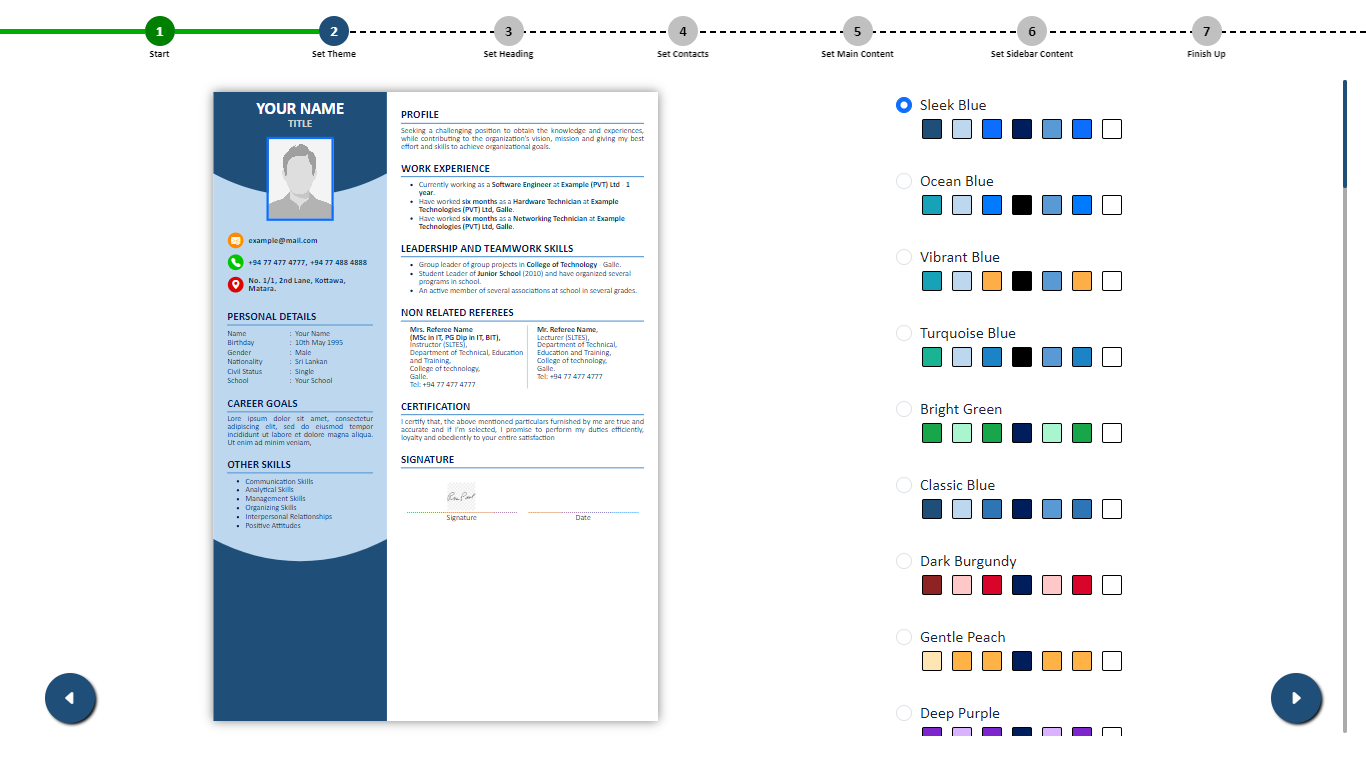 1
2
3
4
5
6
7
Start
Set Theme
Set Heading
Set Contacts
Set Main Content
Set Sidebar Content
Finish Up
YOUR NAME
TITLE
example@mail.com
+94 77 477 4777, +94 77 488 4888
No. 1/1, 2nd Lane, Kottawa,
Matara.
PERSONAL DETAILS
Name : Your Name
Birthday : 10th May 1995
Gender : Male
Nationality : Sri Lankan
Civil Status : Single
School : Your School
CAREER GOALS
Lore ipsum dolor sit amet, consectetur
adipiscing elit, sed do eiusmod tempor
incididunt ut labore et dolore magna aliqua.
Ut enim ad minim veniam,
OTHER SKILLS
Communication Skills
Analytical Skills
Management Skills
Organizing Skills
Interpersonal Relationships
Positive Attitudes
PROFILE
Seeking a challenging position to obtain the knowledge and experiences,
while contributing to the organization's vision, mission and giving my best
effort and skills to achieve organizational goals.
WORK EXPERIENCE
Currently working as a Software Engineer at Example (PVT) Ltd 1
year.
Have worked six months as a Hardware Technician at Example
Technologies (PVT) Ltd, Galle.
Have worked six months as a Networking Technician at Example
Technologies (PVT) Ltd, Galle.
LEADERSHIP AND TEAMWORK SKILLS
Group leader of group projects in College of Technology Galle.
Student Leader of Junior School (2010) and have organized several
programs in school.
An active member of several associations at school in several grades.
NON RELATED REFEREES
Mrs. Referee Name
(MSc in IT, PG Dip in IT, BIT),
Instructor (SLTES),
Department of Technical, Education
and Training,
College of technology,
Galle.
Tel: +94 77 477 4777
Mr. Referee Name,
Lecturer (SLTES),
Department of Technical,
Education and Training,
College of technology,
Galle.
Tel: +94 77 477 4777
CERTIFICATION
I certify that, the above mentioned particulars furnished by me are true and
accurate and if I'm selected, I promise to perform my duties efficiently,
loyalty and obediently to your entire satisfaction
SIGNATURE
Signature
Date
Sleek Blue
Ocean Blue
Vibrant Blue
Turquoise Blue
Bright Green
Classic Blue
Dark Burgundy
Gentle Peach
Deep Purple